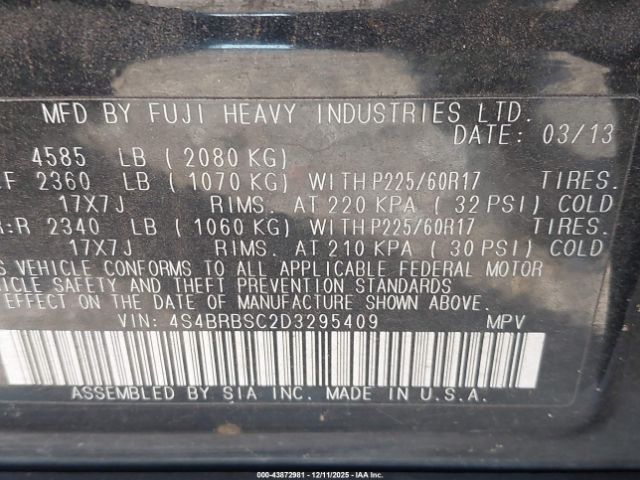 MFD BY FUJI HEAVY INDUSTRIES LTD.
DATE: 03/13
4585 LB ( 2080 KG)
F 2360 LB ( 1070 KG) WITH P225/60R17 TIRES.
17X7J RIMS. AT 220 KPA ( 32 PSI) COLD
R 2340 LB ( 1060 KG) WITH P225/60R17 TIRES.
17X7J RIMS. AT 210 KPA ( 30 PSI) COLD
S VEHICLE CONFORMS TO ALL APPLICABLE FEDERAL MOTOR
VEHICLE SAFETY AND THEFT PREVENTION STANDARDS
EFFECT ON THE DATE OF MANUFACTURE SHOWN ABOVE.
VIN: 4S4BRBSC2D3295409 MPV
ASSEMBLED BY SIA INC. MADE IN U.S.A.
000-43872981 - 12/11/2025 - IAAI